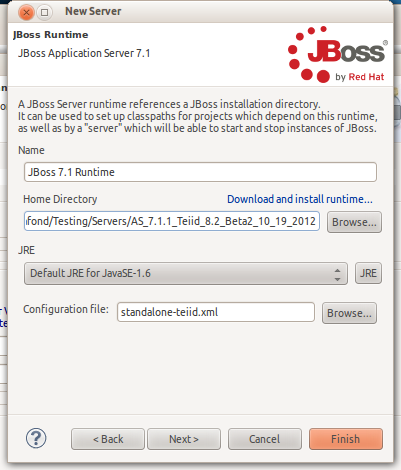 New Server
JBoss Runtime
JBoss Application Server 7.1
JBoss®
by Red Hat
A JBoss Server runtime references a JBoss installation directory.
It can be used to set up classpaths for projects which depend on this runtime,
as well as by a "server" which will be able to start and stop instances of JBoss.
Name
JBoss 7.1 Runtime
Home Directory Download and install runtime...
afond/Testing/Servers/AS_7.1.1_Teiid_8.2_Beta2_10_19_2012 Browse...
JRE
Default JRE for JavaSE-1.6 JRE
Configuration file: standalone-teiid.xml Browse...
? < Back Next > Cancel Finish